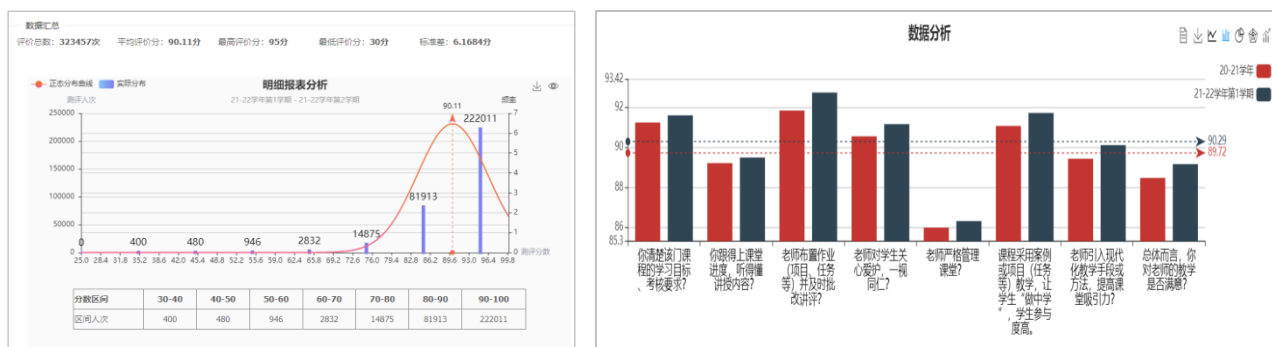 数据汇总
评价总数: 323457次 平均评价分: 90.11分 最高评价分: 95分 最低评价分: 30分 标准差: 6.1684分
正态分布曲线 实际分布
明细报表分析
21-22学年第1学期 - 21-22学年第2学期
测评人次
频率
90.11
250000
200000
150000
100000
50000
0
7
6
5
4
3
2
1
0
0 400 480 946 2832 14875 81913 222011
测评分数
25.0 28.4 31.8 35.2 38.6 42.0 45.4 48.8 52.2 55.6 59.0 62.4 65.8 69.2 72.6 76.0 79.4 82.8 86.2 89.6 93.0 96.4 99.8
分数区间 30-40 40-50 50-60 60-70 70-80 80-90 90-100
区间人次 400 480 946 2832 14875 81913 222011
数据分析
20-21学年
21-22学年第1学期
93.42
92
90
88
86
85.3
90.29
89.72
你清楚该门课
程的学习目标
、考核要求?
你跟得上课堂
进度，听得懂
讲授内容?
老师布置作业
（项目、任务
等）并及时批
改讲评?
老师对学生关
心爱护，一视
同仁?
老师严格管理
课堂?
课程采用案例
或项目（任务
等）教学，让
学生“做中学
”，学生参与
度高。
老师引入现代
化教学手段或
方法，提高课
堂吸引力?
总体而言，你
对老师的教学
是否满意?